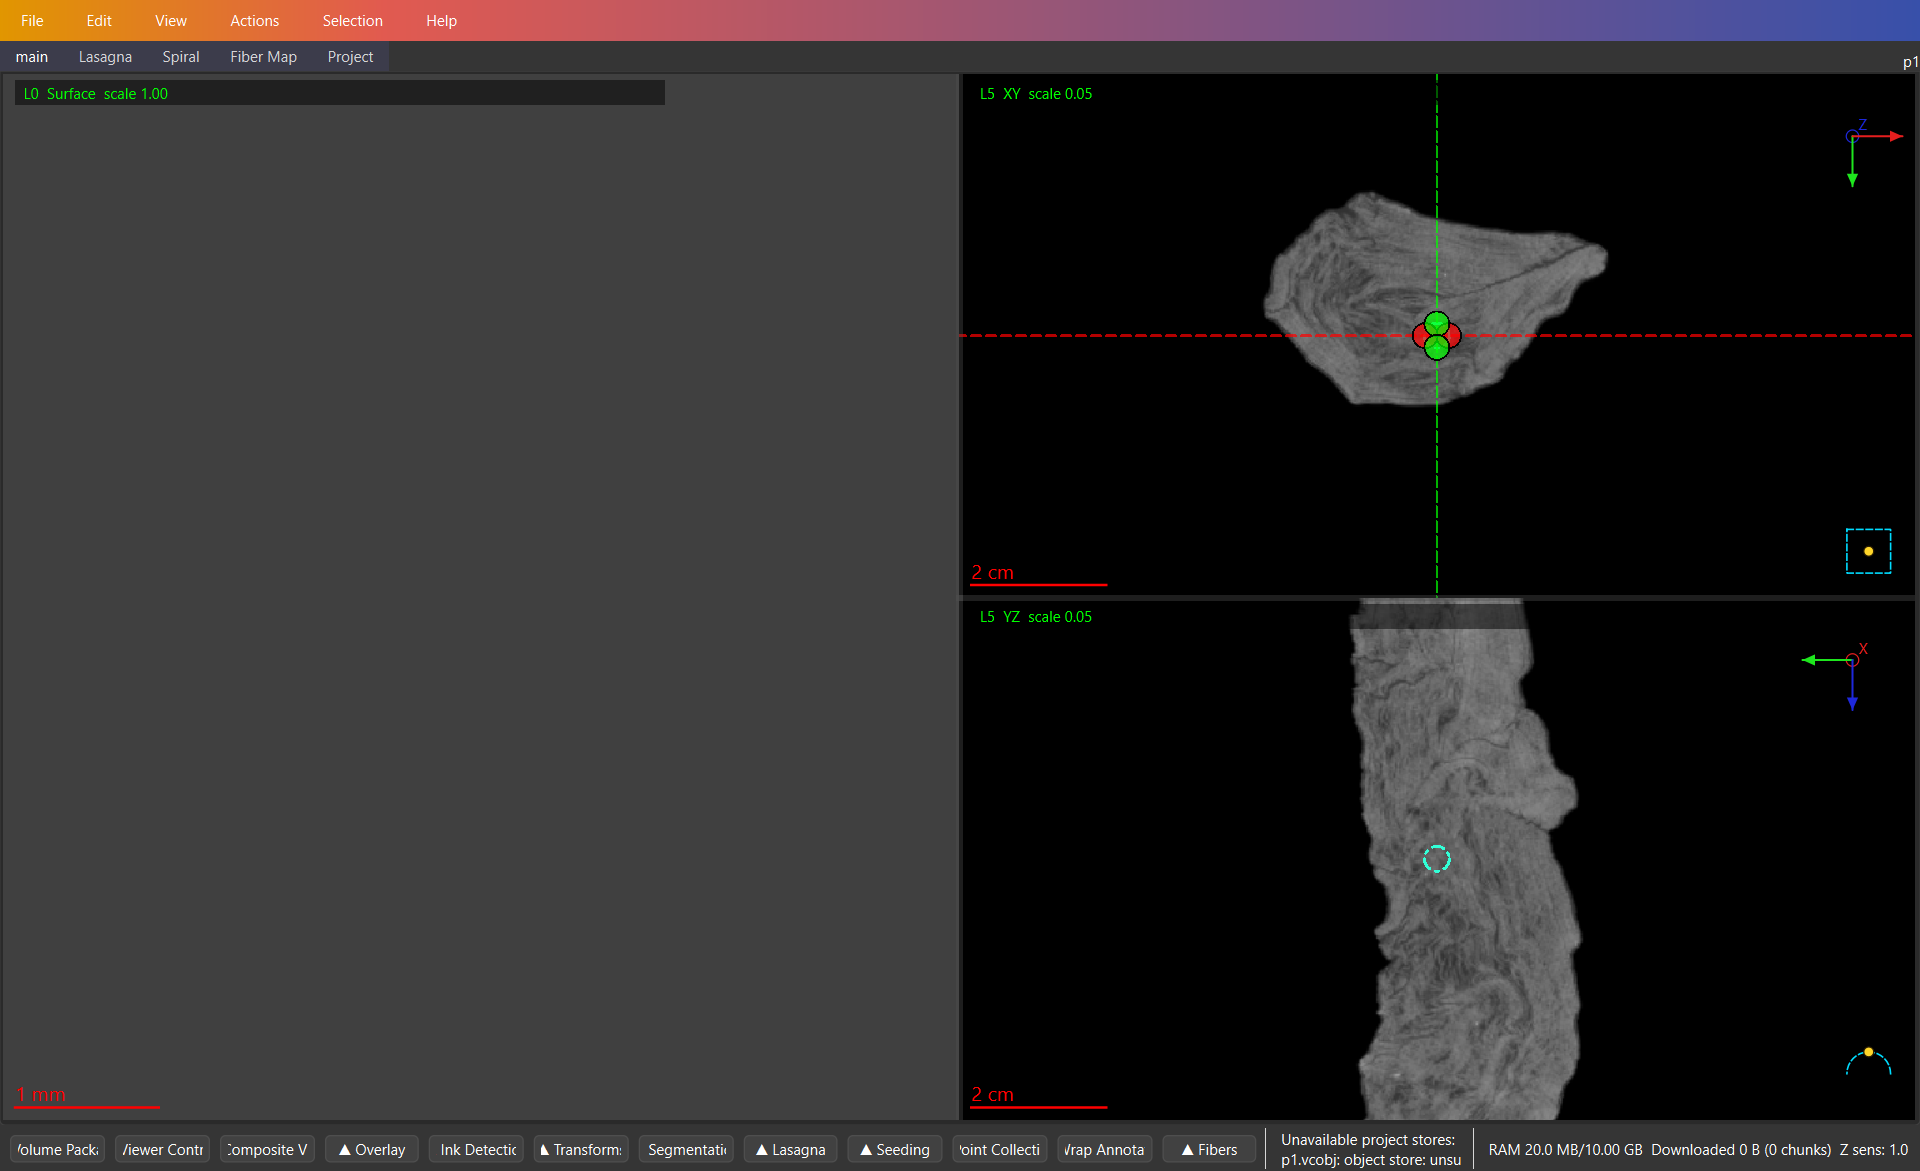 File Edit View Actions Selection Help
main Lasagna Spiral Fiber Map Project
p1
L0 Surface scale 1.00
L5 XY scale 0.05
Z
2 cm
L5 YZ scale 0.05
X
1 mm
2 cm
olume Pack iewer Contr Composite V ▲ Overlay Ink Detectic ▲ Transform Segmentati ▲ Lasagna ▲ Seeding oint Collecti rap Annota ▲ Fibers
Unavailable project stores:
p1.vcobj: object store: unsu
RAM 20.0 MB/10.00 GB Downloaded 0 B (0 chunks) Z sens: 1.0